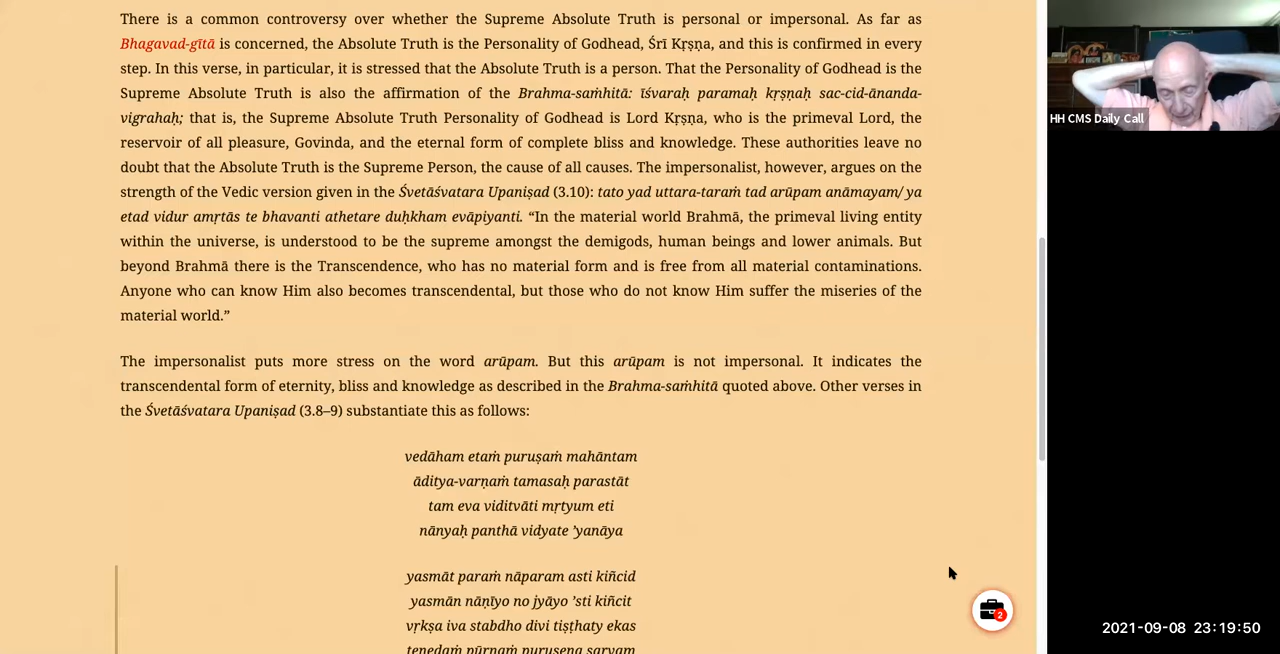 There is a common controversy over whether the Supreme Absolute Truth is personal or impersonal. As far as
Bhagavad-gītā is concerned, the Absolute Truth is the Personality of Godhead, Śrī Kṛṣṇa, and this is confirmed in every
step. In this verse, in particular, it is stressed that the Absolute Truth is a person. That the Personality of Godhead is the
Supreme Absolute Truth is also the affirmation of the Brahma-saṁhitā: īśvaraḥ paramaḥ kṛṣṇaḥ sac-cid-ānanda-
vigrahaḥ; that is, the Supreme Absolute Truth Personality of Godhead is Lord Kṛṣṇa, who is the primeval Lord, the
reservoir of all pleasure, Govinda, and the eternal form of complete bliss and knowledge. These authorities leave no
doubt that the Absolute Truth is the Supreme Person, the cause of all causes. The impersonalist, however, argues on the
strength of the Vedic version given in the Śvetāśvatara Upaniṣad (3.10): tato yad uttara-taraṁ tad arūpam anāmayam/ ya
etad vidur amṛtās te bhavanti athetare duḥkham evāpiyanti. “In the material world Brahmā, the primeval living entity
within the universe, is understood to be the supreme amongst the demigods, human beings and lower animals. But
beyond Brahmā there is the Transcendence, who has no material form and is free from all material contaminations.
Anyone who can know Him also becomes transcendental, but those who do not know Him suffer the miseries of the
material world.”
The impersonalist puts more stress on the word arūpam. But this arūpam is not impersonal. It indicates the
transcendental form of eternity, bliss and knowledge as described in the Brahma-saṁhitā quoted above. Other verses in
the Śvetāśvatara Upaniṣad (3.8–9) substantiate this as follows:
vedāham etaṁ puruṣaṁ mahāntam
āditya-varṇaṁ tamasaḥ parastāt
tam eva viditvāti mṛtyum eti
nānyaḥ panthā vidyate ’yanāya
yasmāt paraṁ nāparam asti kiñcid
yasmān nāṇīyo no jyāyo ’sti kiñcit
vṛkṣa iva stabdho divi tiṣṭhaty ekas
tenedaṁ pūrṇaṁ puruṣeṇa sarvam
HH CMS Daily Call
2
2021-09-08 23:19:50